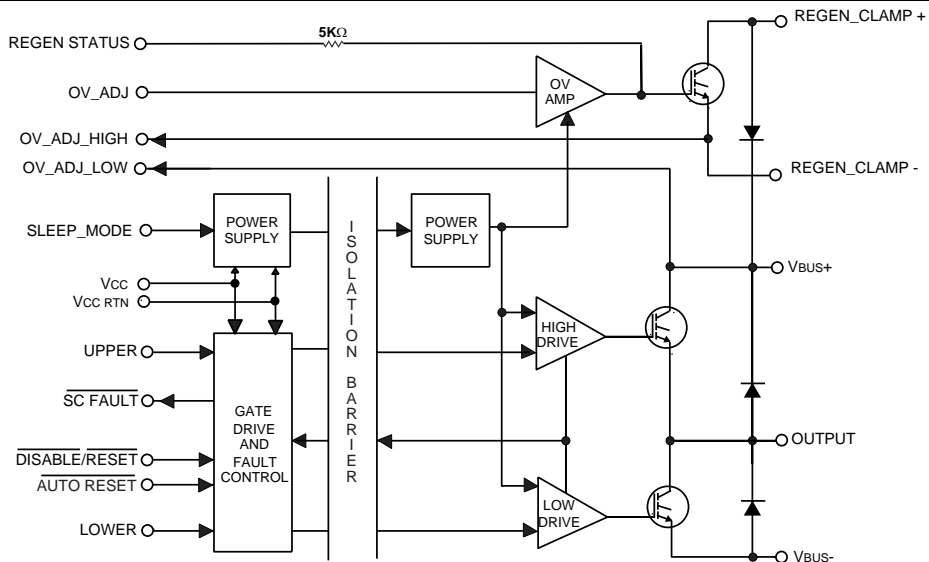 REGEN_CLAMP +
5KΩ
REGEN STATUS
OV_ADJ
OV
AMP
OV_ADJ_HIGH
OV_ADJ_LOW
REGEN_CLAMP -
SLEEP_MODE
POWER
SUPPLY
ISOLATION BARRIER
POWER
SUPPLY
VBUS+
VCC
VCC RTN
HIGH
DRIVE
UPPER
SC FAULT
GATE
DRIVE
AND
FAULT
CONTROL
OUTPUT
DISABLE/RESET
AUTO RESET
LOWER
LOW
DRIVE
VBUS-